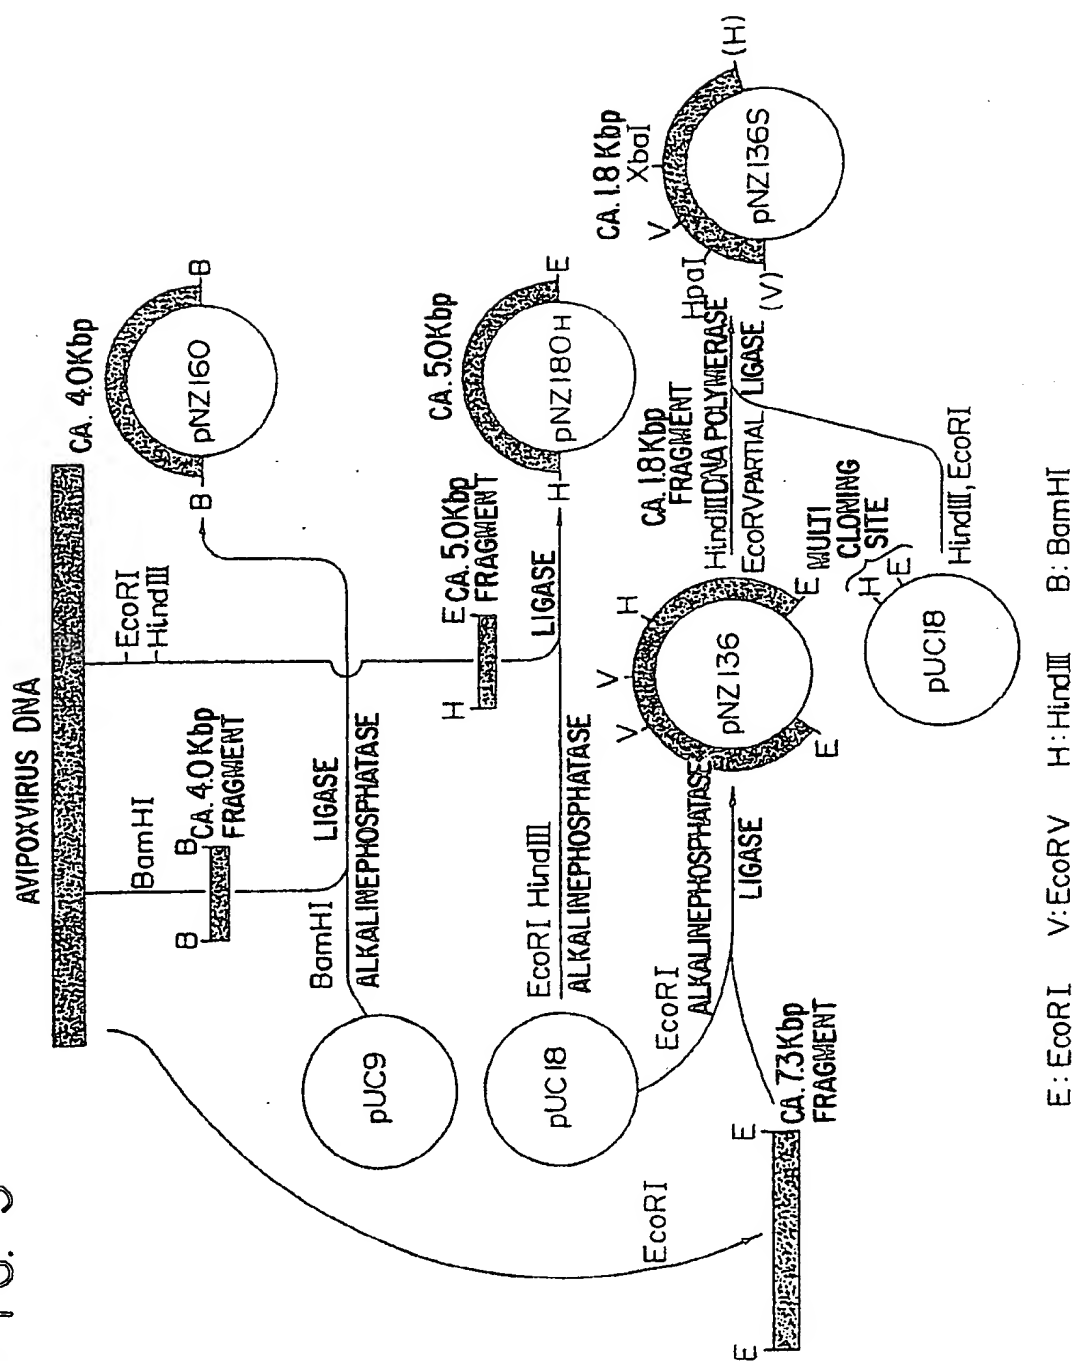 AVIPOXVIRUS DNA
BamHI
B
B
CA. 4.0Kbp
FRAGMENT
EcoRI
HindIII
CA. 4.0Kbp
BamHI
LIGASE
ALKALINEPHOSPHATASE
pUC9
B
B
pNZ160
H
E
CA. 5.0Kbp
FRAGMENT
CA. 5.0Kbp
EcoRI HindIII
LIGASE
ALKALINEPHOSPHATASE
pUC18
H
E
pNZ180H
EcoRI
E
E
CA. 7.3Kbp
FRAGMENT
EcoRI
ALKALINEPHOSPHATASE
LIGASE
V
V
H
E
E
pNZ136
CA. 1.8Kbp
FRAGMENT
HindIII DNA POLYMERASE
EcoRV PARTIAL LIGASE
MULTI
CLONING
SITE
H
E
pUC18
HindIII, EcoRI
CA. 1.8 Kbp
HpaI
V
XbaI
(H)
(V)
pNZ136S
E: EcoRI V: EcoRV H: HindIII B: BamHI